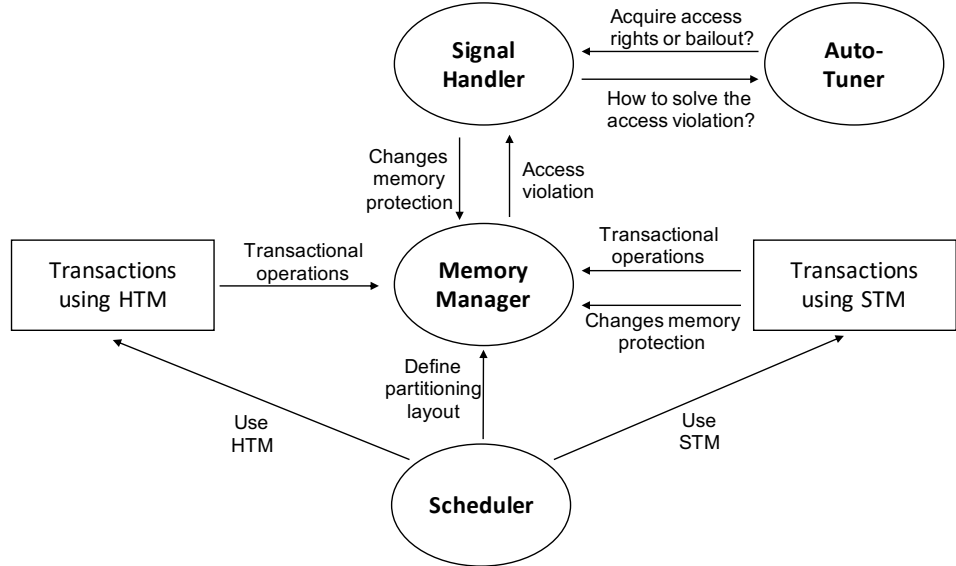 Signal
Handler
Acquire access
rights or bailout?
Auto-
Tuner
How to solve the
access violation?
Changes
memory
protection
Access
violation
Transactions
using HTM
Transactional
operations
Memory
Manager
Transactional
operations
Changes memory
protection
Transactions
using STM
Define
partitioning
layout
Use
HTM
Use
STM
Scheduler